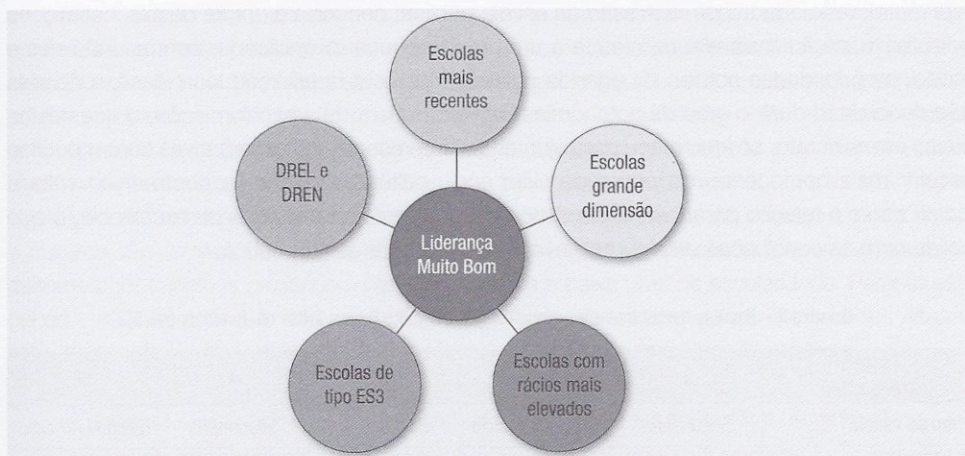 Escolas
mais
recentes
DREL e
DREN
Escolas
grande
dimensão
Liderança
Muito Bom
Escolas de
tipo ES3
Escolas com
rácios mais
elevados